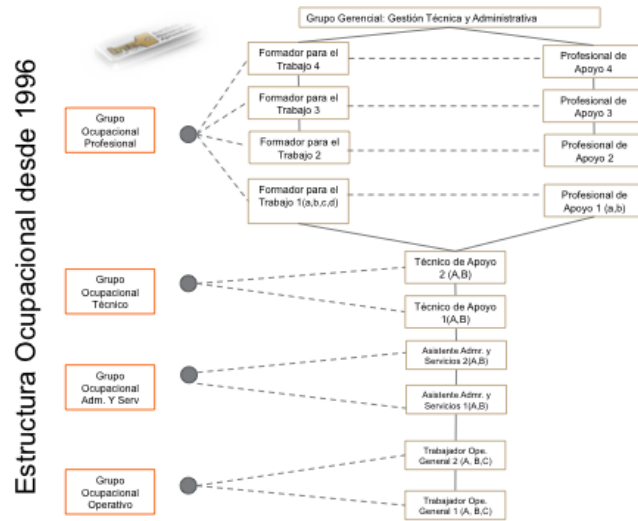 Estructura Ocupacional desde 1996
Grupo Gerencial: Gestión Técnica y Administrativa
Formador para el
Trabajo 4
Profesional de
Apoyo 4
Formador para el
Trabajo 3
Profesional de
Apoyo 3
Grupo
Ocupacional
Profesional
Formador para el
Trabajo 2
Profesional de
Apoyo 2
Formador para el
Trabajo 1(a,b,c,d)
Profesional de
Apoyo 1 (a,b)
Grupo
Ocupacional
Técnico
Técnico de Apoyo
2 (A,B)
Técnico de Apoyo
1(A,B)
Grupo
Ocupacional
Adm. Y Serv
Asistente Admr. y
Servicios 2(A,B)
Asistente Admr. y
Servicios 1(A,B)
Grupo
Ocupacional
Operativo
Trabajador Ope.
General 2 (A, B,C)
Trabajador Ope.
General 1 (A, B,C)